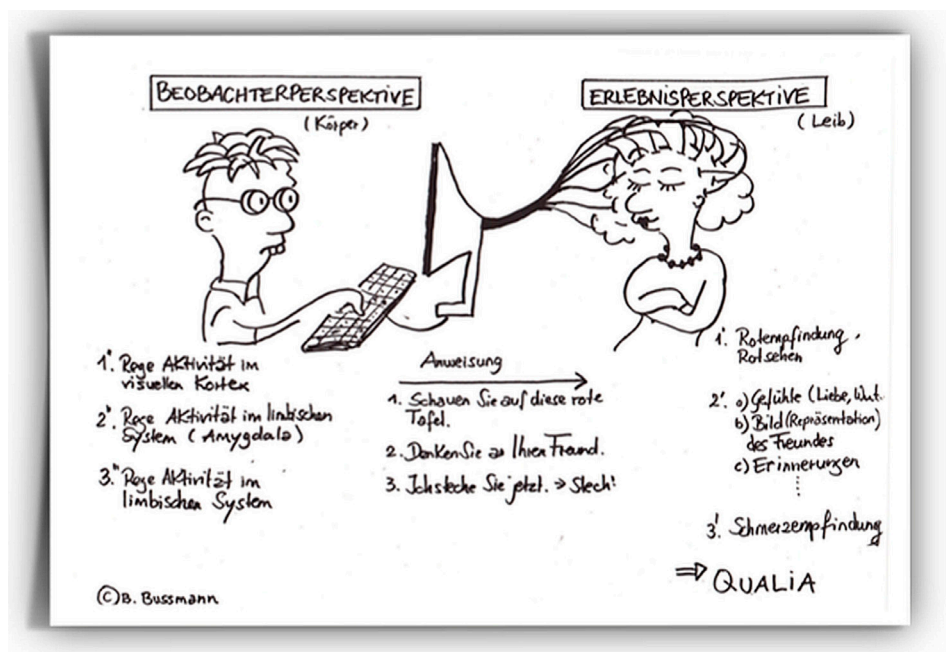 BEOBACHTERPERSPEKTIVE
(Körper)
ERLEBNISPERSPEKTIVE
(Leib)
1". Rege Aktivität im
visuellen Kortex
2". Rege Aktivität im limbischen
System (Amygdala)
3." Rege Aktivität im
limbischen System
Anweisung
1. Schauen Sie auf diese rote
Tafel.
2. Denken Sie an Ihren Freund.
3. Ich steche Sie jetzt. → Stech!
1'. Rotempfindung,
Rotsehen
2'. a) Gefühle (Liebe, Wut..
b) Bild (Repräsentation)
des Freundes
c) Erinnerungen
3'. Schmerzempfindung
⇒ QUALIA
©B. Bussmann